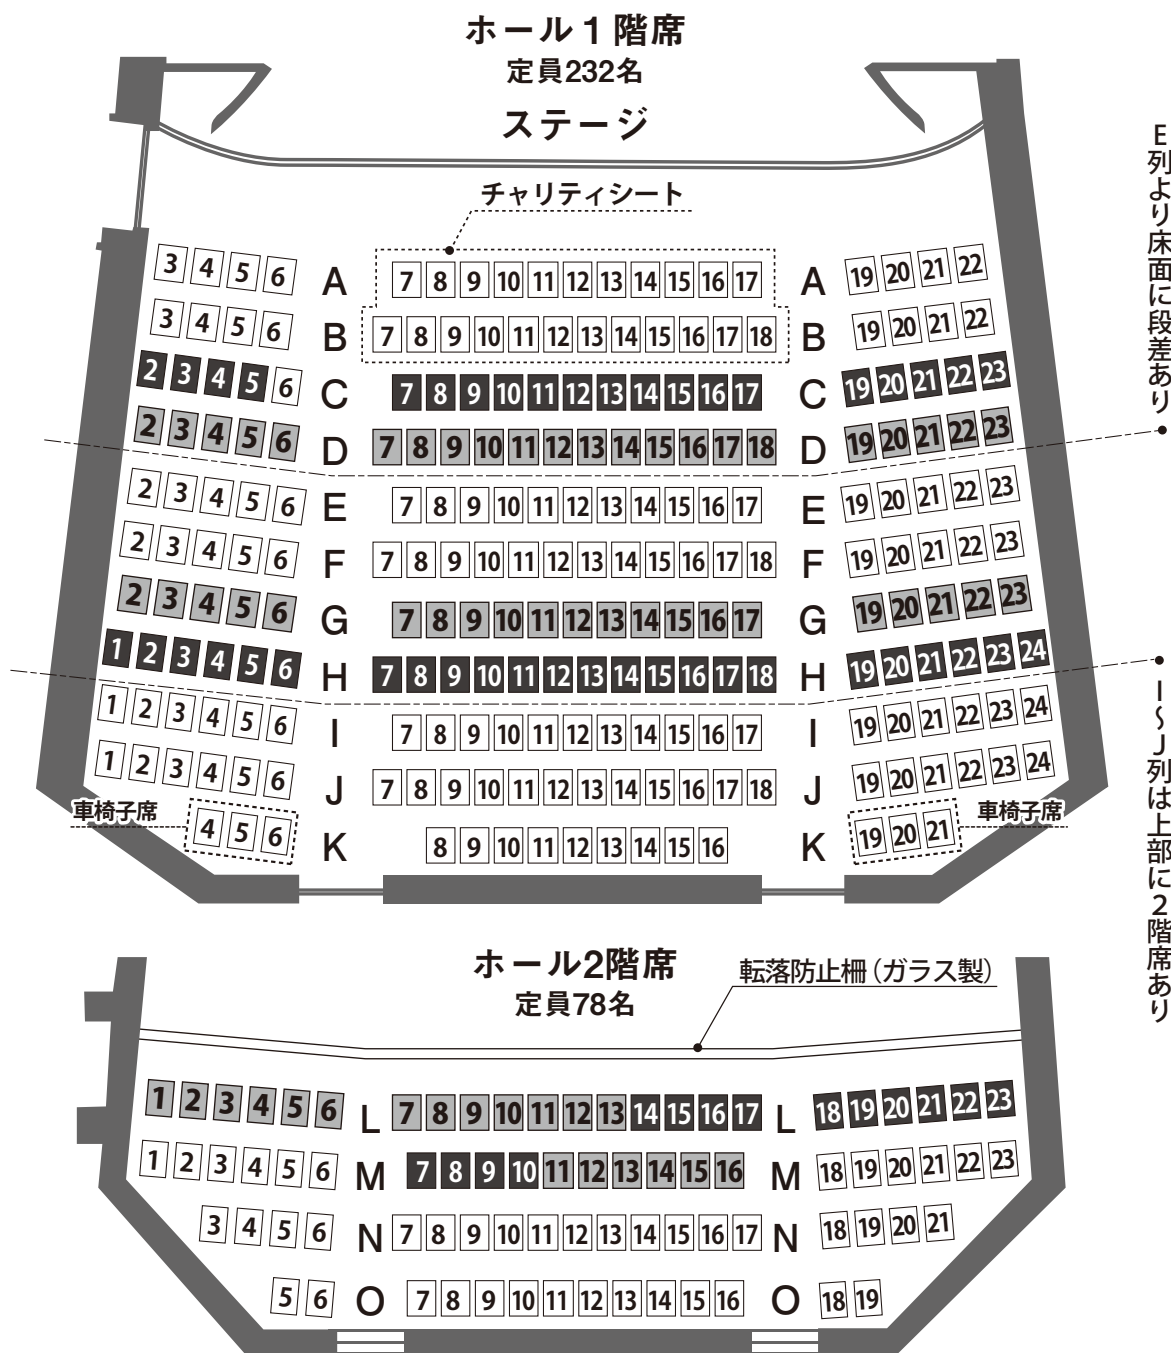 ホール1階席
定員232名
ステージ
チャリティシート
3 4 5 6 A 7 8 9 10 11 12 13 14 15 16 17 A 19 20 21 22
3 4 5 6 B 7 8 9 10 11 12 13 14 15 16 17 18 B 19 20 21 22
2 3 4 5 6 C 7 8 9 10 11 12 13 14 15 16 17 C 19 20 21 22 23
2 3 4 5 6 D 7 8 9 10 11 12 13 14 15 16 17 18 D 19 20 21 22 23
2 3 4 5 6 E 7 8 9 10 11 12 13 14 15 16 17 E 19 20 21 22 23
2 3 4 5 6 F 7 8 9 10 11 12 13 14 15 16 17 18 F 19 20 21 22 23
2 3 4 5 6 G 7 8 9 10 11 12 13 14 15 16 17 G 19 20 21 22 23
1 2 3 4 5 6 H 7 8 9 10 11 12 13 14 15 16 17 18 H 19 20 21 22 23 24
1 2 3 4 5 6 I 7 8 9 10 11 12 13 14 15 16 17 I 19 20 21 22 23 24
1 2 3 4 5 6 J 7 8 9 10 11 12 13 14 15 16 17 18 J 19 20 21 22 23 24
車椅子席 車椅子席
4 5 6 K 8 9 10 11 12 13 14 15 16 K 19 20 21
E列より床面に段差あり
I〜J列は上部に2階席あり
ホール2階席
定員78名
転落防止柵(ガラス製)
1 2 3 4 5 6 L 7 8 9 10 11 12 13 14 15 16 17 L 18 19 20 21 22 23
1 2 3 4 5 6 M 7 8 9 10 11 12 13 14 15 16 M 18 19 20 21 22 23
3 4 5 6 N 7 8 9 10 11 12 13 14 15 16 17 N 18 19 20 21
5 6 O 7 8 9 10 11 12 13 14 15 16 O 18 19